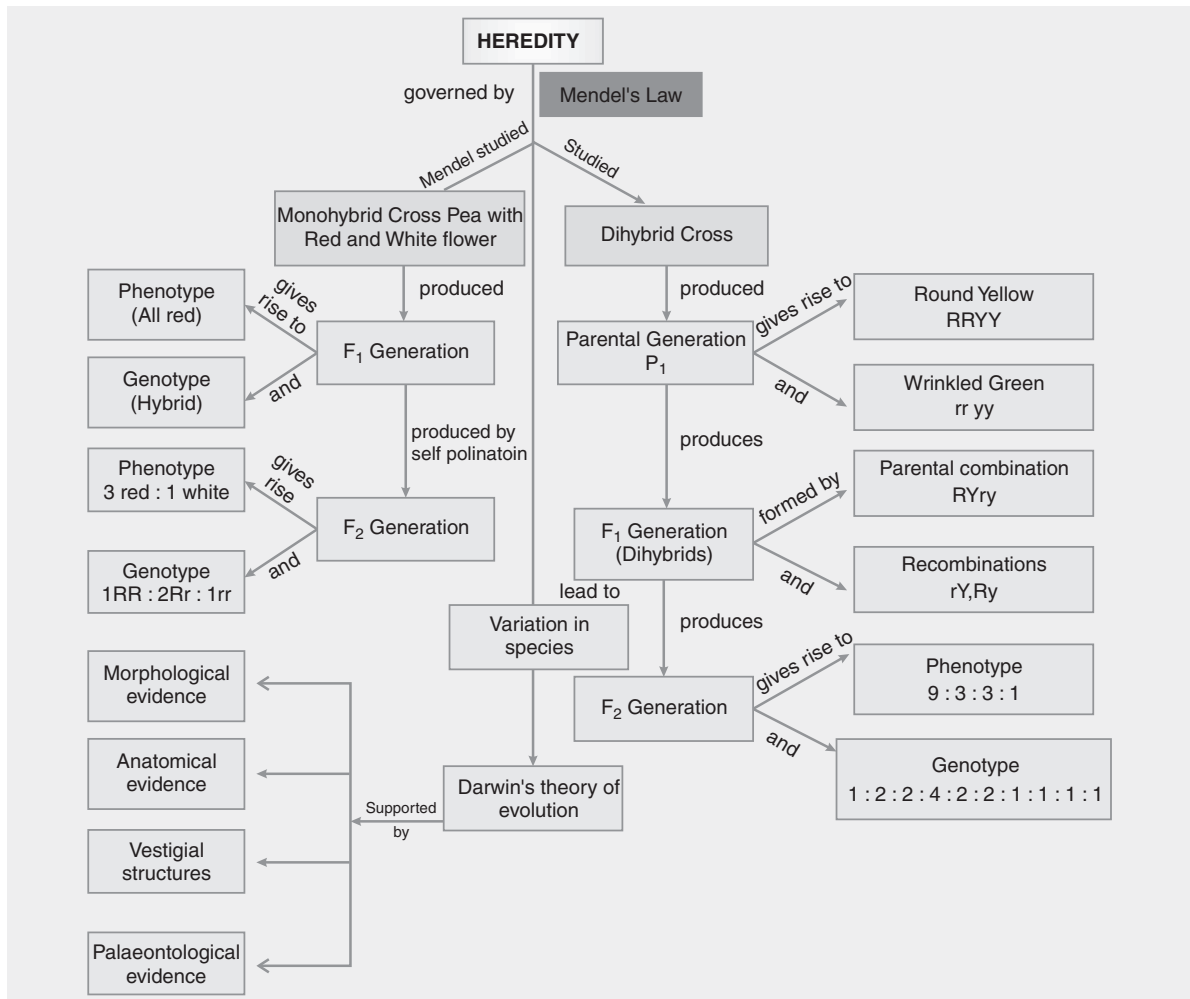 HEREDITY
governed by
Mendel's Law
Mendel studied
Studied
Monohybrid Cross Pea with
Red and White flower
Dihybrid Cross
produced
produced
Phenotype
(All red)
gives
rise to
F₁ Generation
Genotype
(Hybrid)
and
Parental Generation
P₁
gives rise to
Round Yellow
RRYY
and
Wrinkled Green
rr yy
produced by
self polinatoin
produces
Phenotype
3 red : 1 white
gives
rise
F₂ Generation
Genotype
1RR : 2Rr : 1rr
and
F₁ Generation
(Dihybrids)
formed by
Parental combination
RYry
and
Recombinations
rY,Ry
lead to
produces
Variation in
species
F₂ Generation
gives rise to
Phenotype
9 : 3 : 3 : 1
and
Genotype
1 : 2 : 2 : 4 : 2 : 2 : 1 : 1 : 1 : 1
Darwin's theory of
evolution
Supported
by
Morphological
evidence
Anatomical
evidence
Vestigial
structures
Palaeontological
evidence